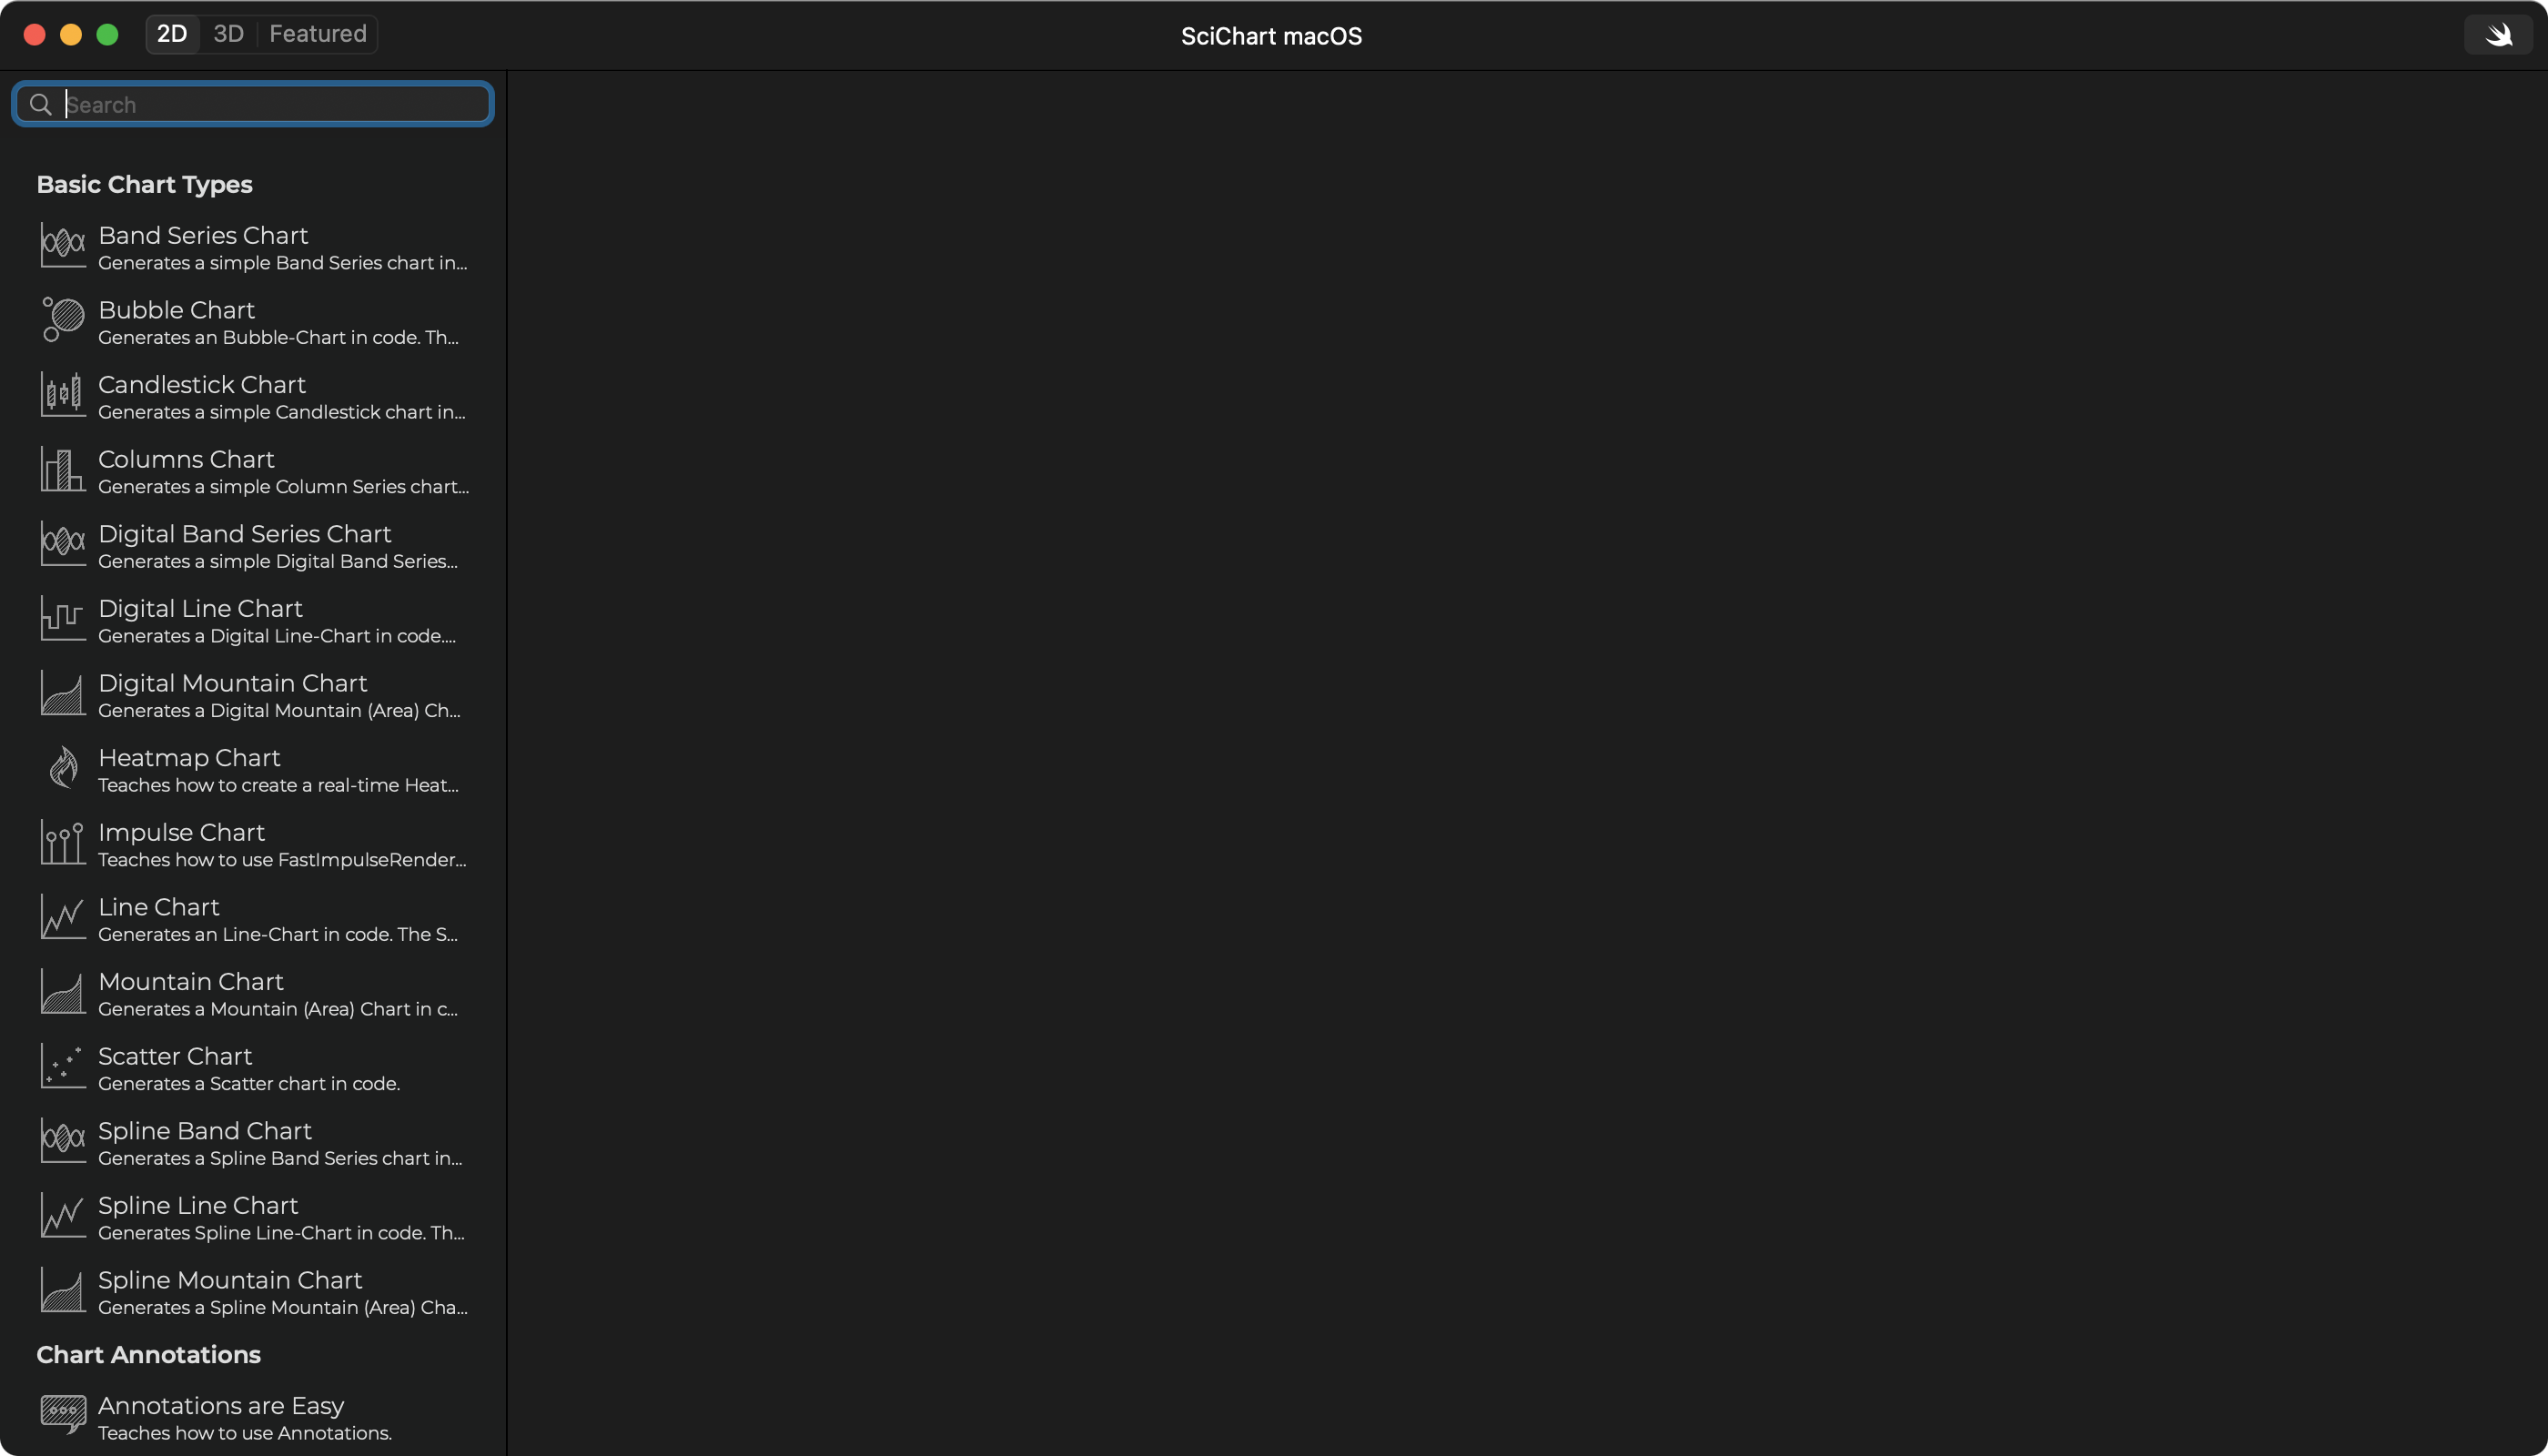 2D 3D Featured
SciChart macOS
Search
Basic Chart Types
Band Series Chart
Generates a simple Band Series chart in...
Bubble Chart
Generates an Bubble-Chart in code. Th...
Candlestick Chart
Generates a simple Candlestick chart in...
Columns Chart
Generates a simple Column Series chart...
Digital Band Series Chart
Generates a simple Digital Band Series...
Digital Line Chart
Generates a Digital Line-Chart in code....
Digital Mountain Chart
Generates a Digital Mountain (Area) Ch...
Heatmap Chart
Teaches how to create a real-time Heat...
Impulse Chart
Teaches how to use FastImpulseRender...
Line Chart
Generates an Line-Chart in code. The S...
Mountain Chart
Generates a Mountain (Area) Chart in c...
Scatter Chart
Generates a Scatter chart in code.
Spline Band Chart
Generates a Spline Band Series chart in...
Spline Line Chart
Generates Spline Line-Chart in code. Th...
Spline Mountain Chart
Generates a Spline Mountain (Area) Cha...
Chart Annotations
Annotations are Easy
Teaches how to use Annotations.